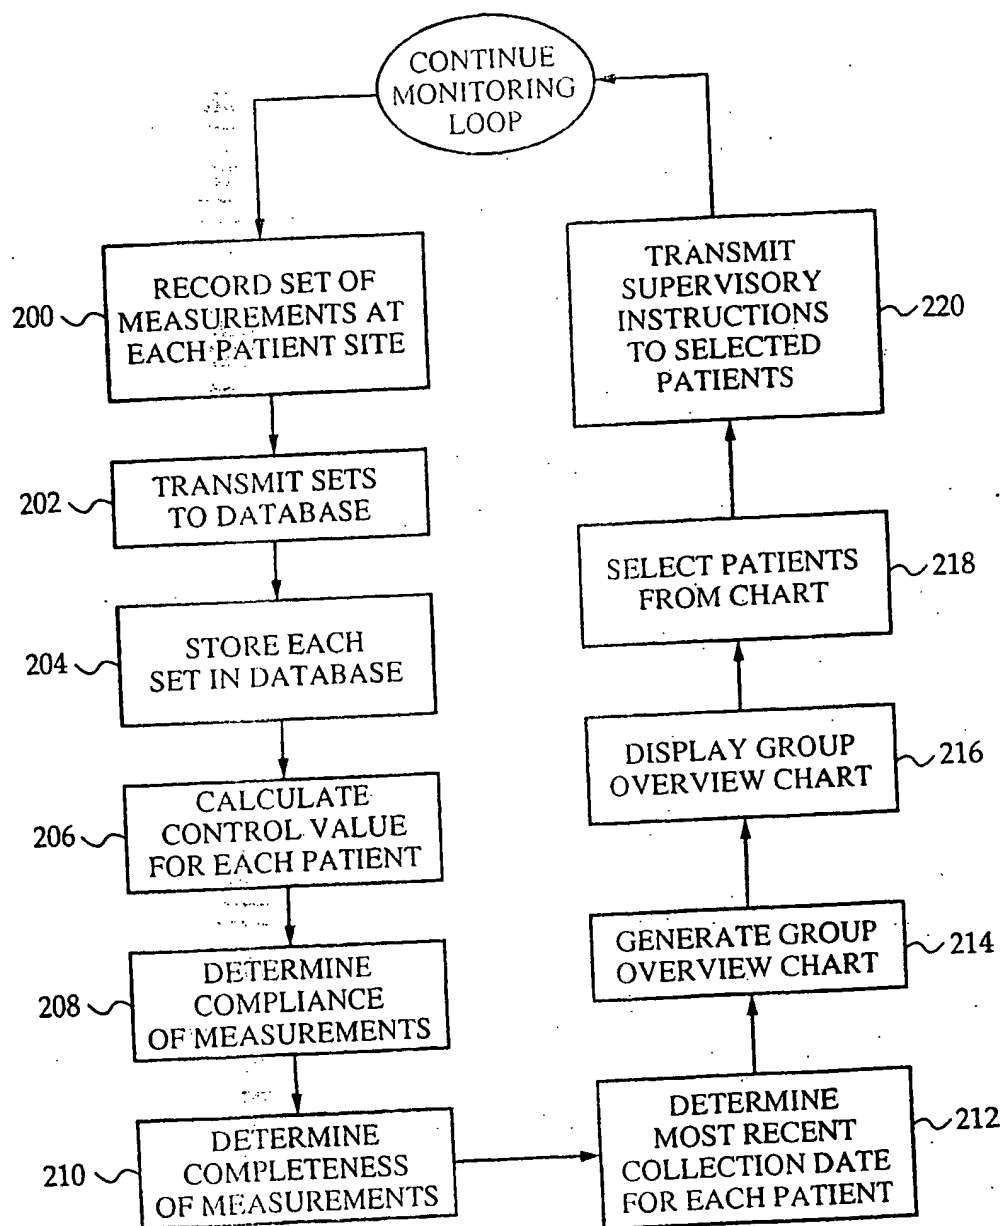 CONTINUE
MONITORING
LOOP
200
RECORD SET OF
MEASUREMENTS AT
EACH PATIENT SITE
202
TRANSMIT SETS
TO DATABASE
204
STORE EACH
SET IN DATABASE
206
CALCULATE
CONTROL VALUE
FOR EACH PATIENT
208
DETERMINE
COMPLIANCE
OF MEASUREMENTS
210
DETERMINE
COMPLETENESS
OF MEASUREMENTS
DETERMINE
MOST RECENT
COLLECTION DATE
FOR EACH PATIENT
212
GENERATE GROUP
OVERVIEW CHART
214
DISPLAY GROUP
OVERVIEW CHART
216
SELECT PATIENTS
FROM CHART
218
TRANSMIT
SUPERVISORY
INSTRUCTIONS
TO SELECTED
PATIENTS
220